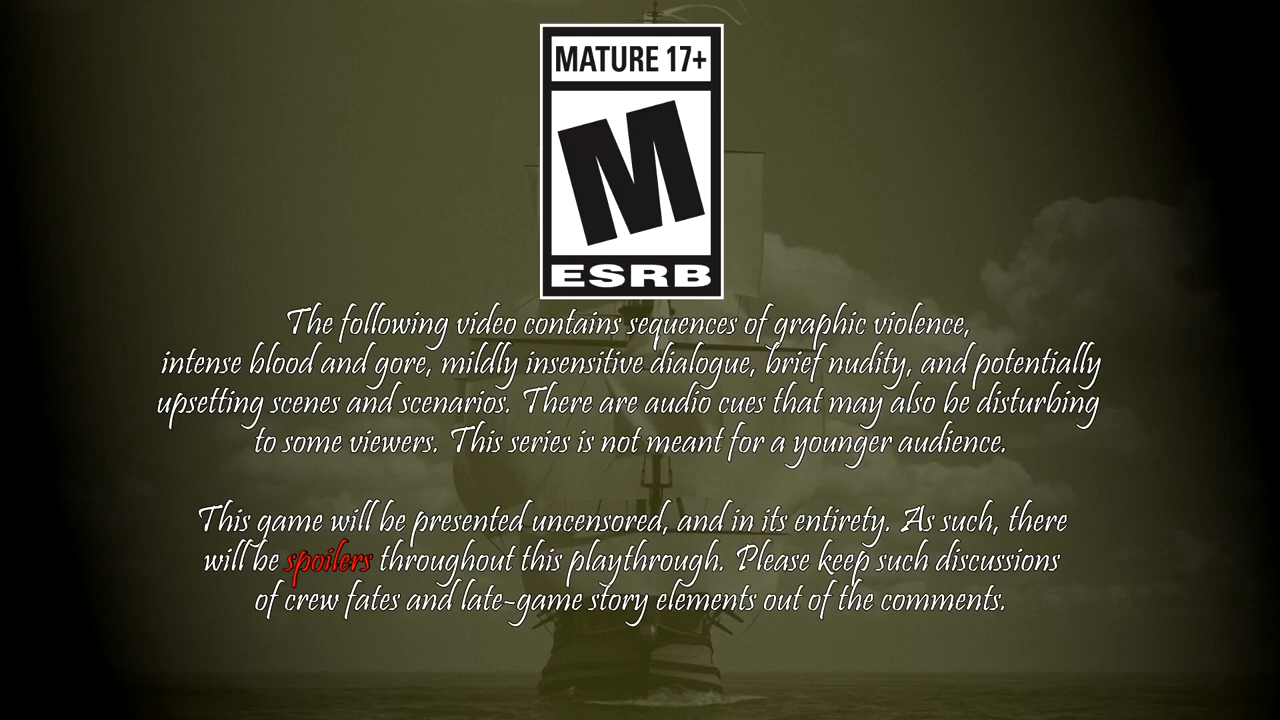 MATURE 17+
M
ESRB
The following video contains sequences of graphic violence,
intense blood and gore, mildly insensitive dialogue, brief nudity, and potentially
upsetting scenes and scenarios. There are audio cues that may also be disturbing
to some viewers. This series is not meant for a younger audience.
This game will be presented uncensored, and in its entirety. As such, there
will be spoilers throughout this playthrough. Please keep such discussions
of crew fates and late-game story elements out of the comments.